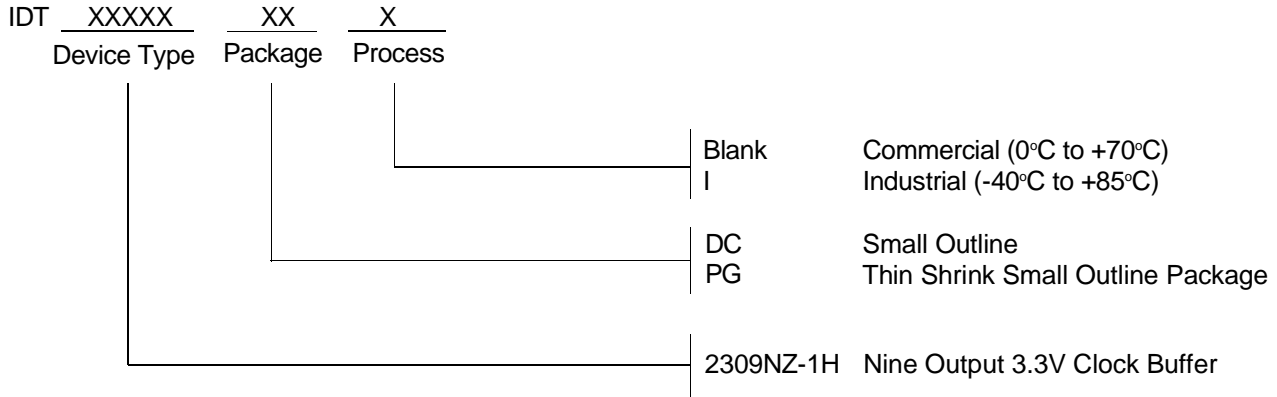 IDT XXXXX XX X
Device Type Package Process
Blank Commercial (0°C to +70°C)
I Industrial (-40°C to +85°C)
DC Small Outline
PG Thin Shrink Small Outline Package
2309NZ-1H Nine Output 3.3V Clock Buffer